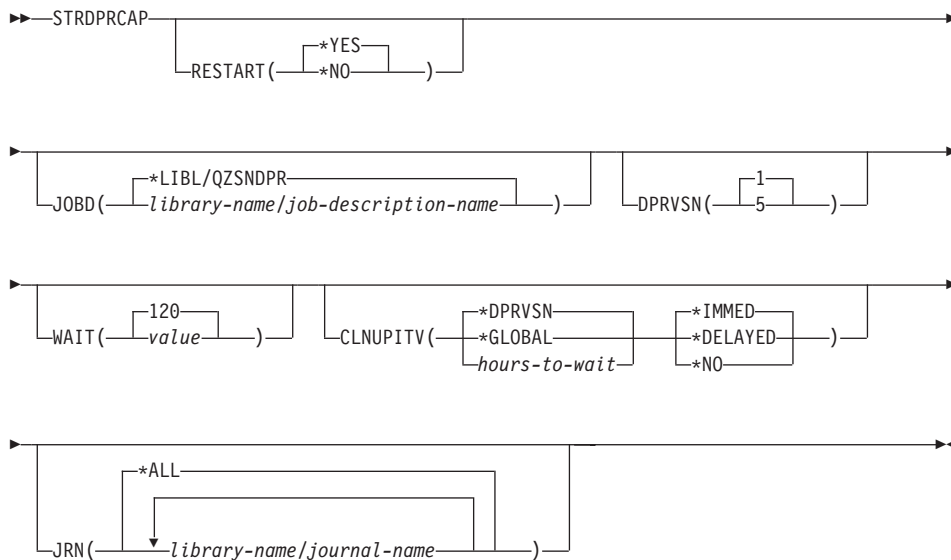 STRDPRCAP
*YES
RESTART( *NO )
*LIBL/QZSNDPR 1
JOBD( library-name/job-description-name ) DPRVSN( 5 )
120 *DPRVSN *IMMED
WAIT( value ) CLNUPITV( *GLOBAL *DELAYED )
hours-to-wait *NO
*ALL
JRN( library-name/journal-name )